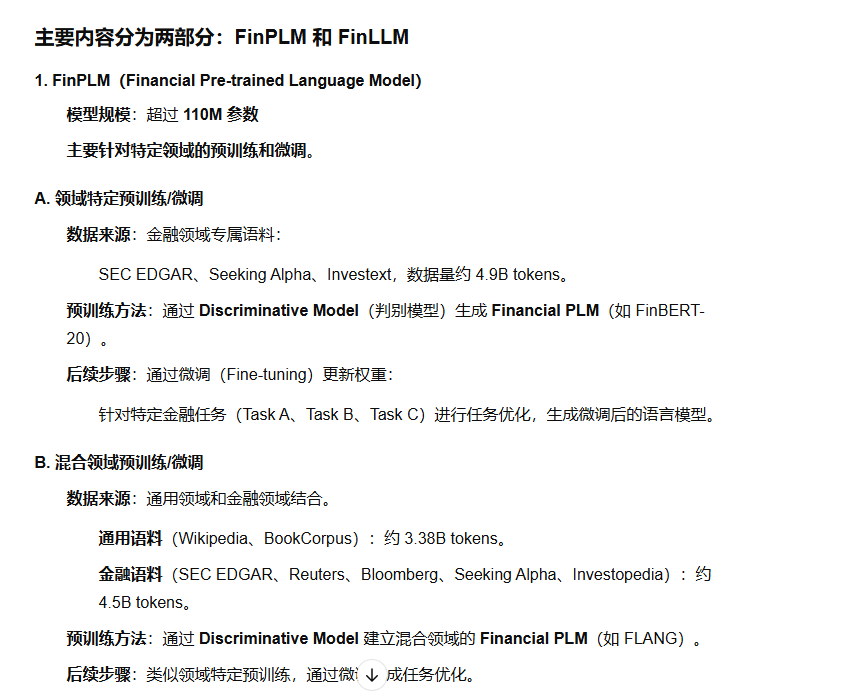 主要内容分为两部分：FinPLM 和 FinLLM
1. FinPLM（Financial Pre-trained Language Model）
模型规模：超过 110M 参数
主要针对特定领域的预训练和微调。
A. 领域特定预训练/微调
数据来源：金融领域专属语料：
SEC EDGAR、Seeking Alpha、Investext，数据量约 4.9B tokens。
预训练方法：通过 Discriminative Model（判别模型）生成 Financial PLM（如 FinBERT-
20）。
后续步骤：通过微调（Fine-tuning）更新权重：
针对特定金融任务（Task A、Task B、Task C）进行任务优化，生成微调后的语言模型。
B. 混合领域预训练/微调
数据来源：通用领域和金融领域结合。
通用语料（Wikipedia、BookCorpus）：约 3.38B tokens。
金融语料（SEC EDGAR、Reuters、Bloomberg、Seeking Alpha、Investopedia）：约
4.5B tokens。
预训练方法：通过 Discriminative Model 建立混合领域的 Financial PLM（如 FLANG）。
后续步骤：类似领域特定预训练，通过微 成任务优化。